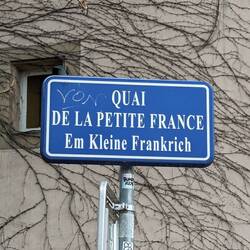 QUAI
DE LA PETITE FRANCE
Em Kleine Frankrich